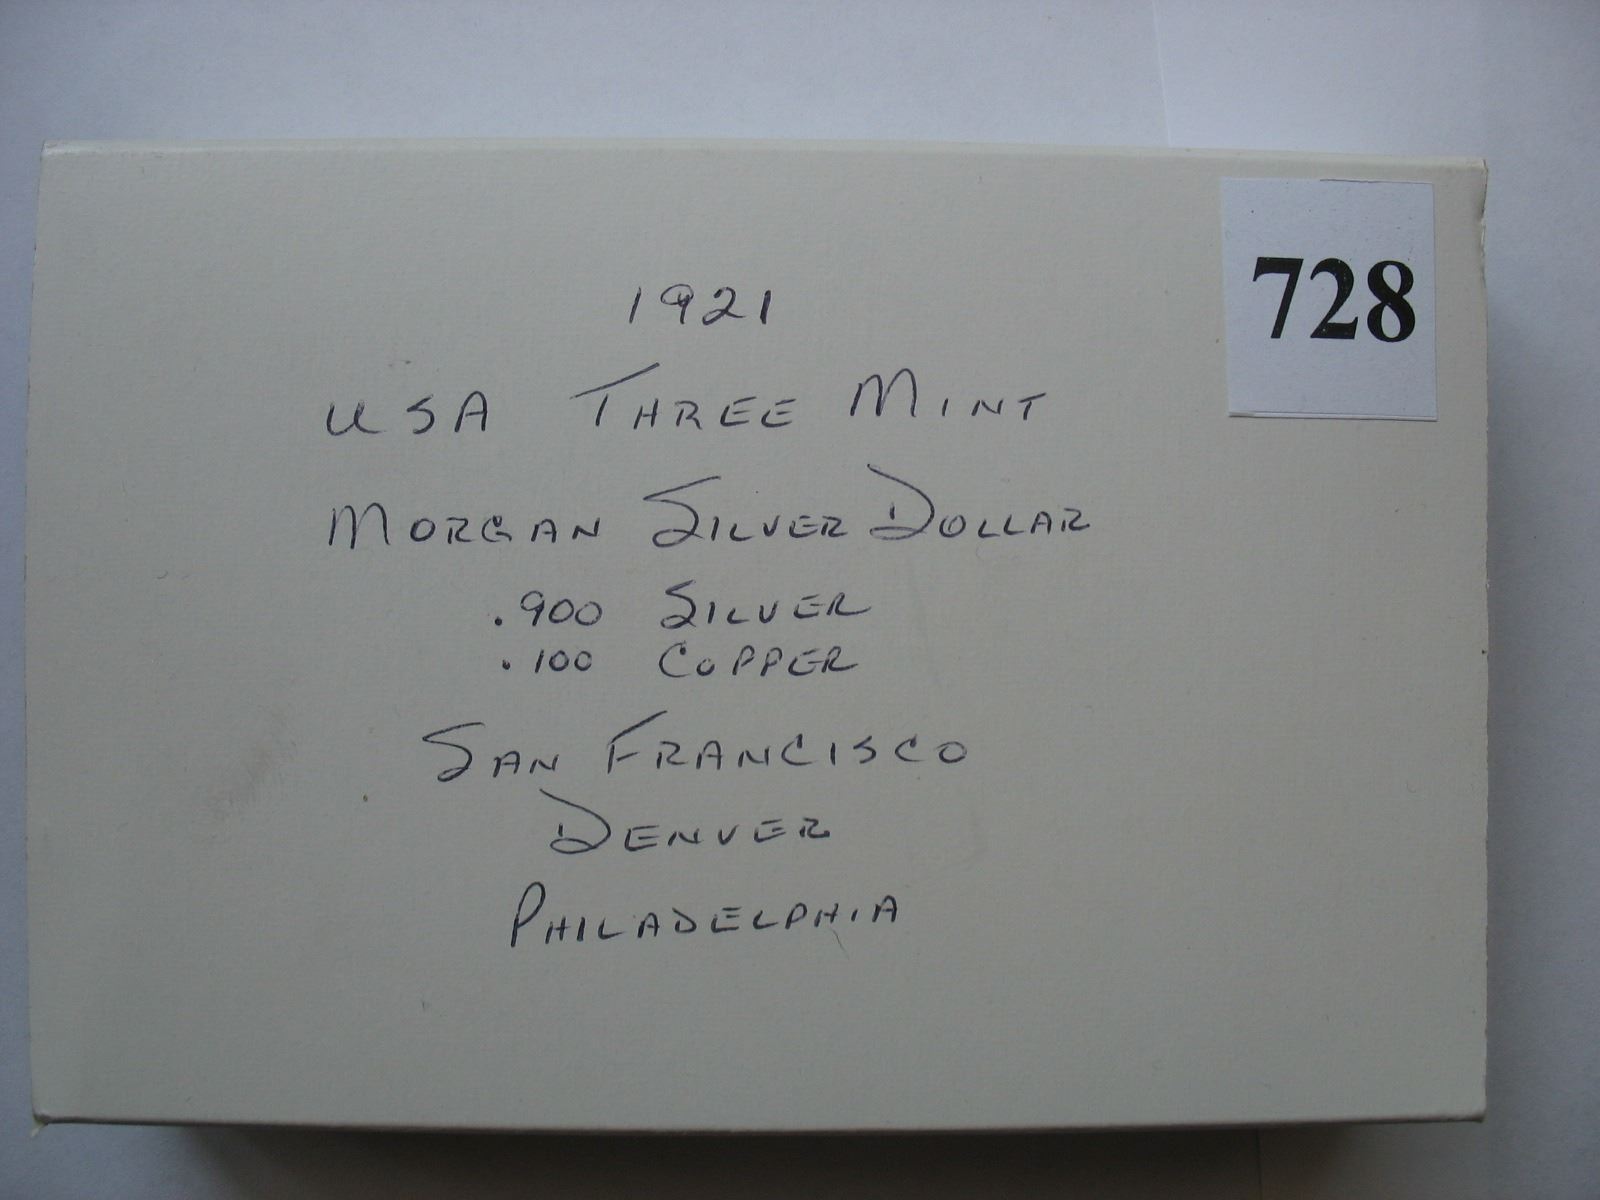 728
1921
USA THREE MINT
MORGAN SILVER DOLLAR
.900 SILVER
.100 COPPER
SAN FRANCISCO
DENVER
PHILADELPHIA